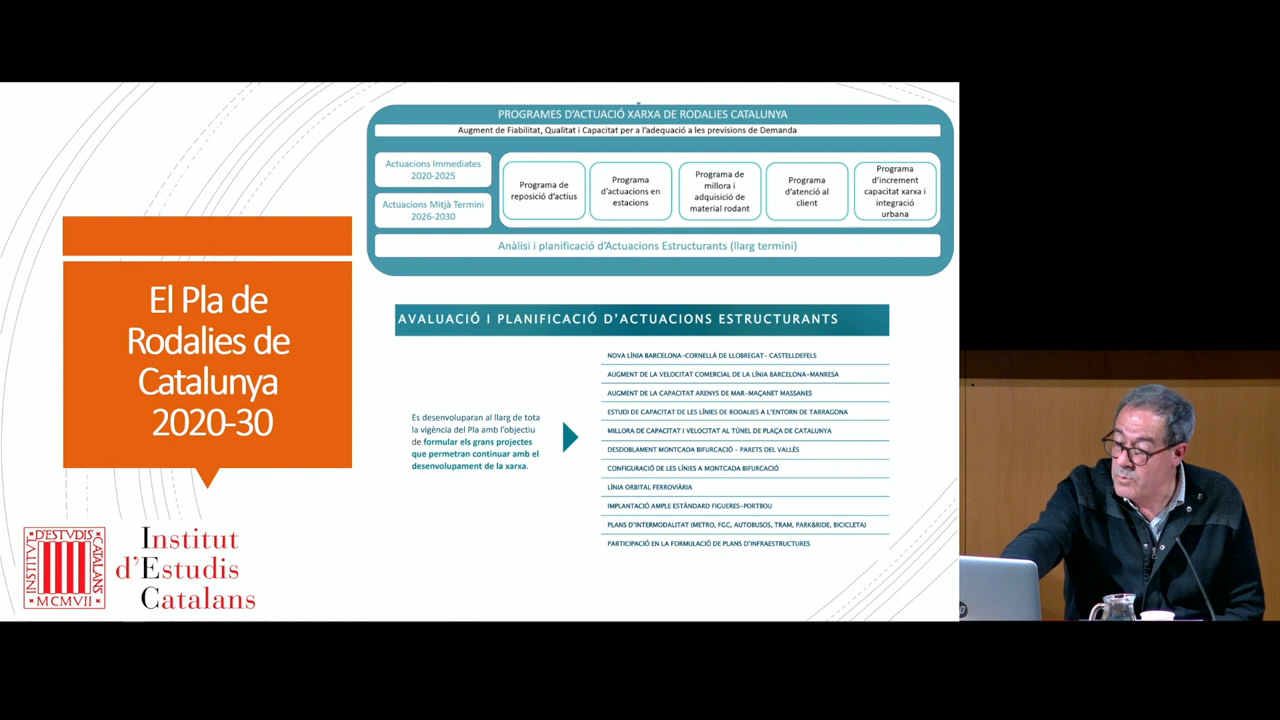 PROGRAMES D'ACTUACIÓ XARXA DE RODALIES CATALUNYA
Augment de Fiabilitat, Qualitat i Capacitat per a l'adequació a les previsions de Demanda
Actuacions Immediates
2020-2025
Actuacions Mitjà Termini
2026-2030
Programa de
reposició d'actius
Programa
d'actuacions en
estacions
Programa de
millora i
adquisició de
material rodant
Programa
d'atenció al
client
Programa
d'increment
capacitat xarxa i
integració
urbana
Anàlisi i planificació d'Actuacions Estructurants (llarg termini)
El Pla de
Rodalies de
Catalunya
2020-30
AVALUACIÓ I PLANIFICACIÓ D'ACTUACIONS ESTRUCTURANTS
Es desenvoluparan al llarg de tota
la vigència del Pla amb l'objectiu
de formular els grans projectes
que permetran continuar amb el
desenvolupament de la xarxa.
NOVA LÍNIA BARCELONA-CORNELLÀ DE LLOBREGAT- CASTELLDEFELS
AUGMENT DE LA VELOCITAT COMERCIAL DE LA LÍNIA BARCELONA-MANRESA
AUGMENT DE LA CAPACITAT ARENYS DE MAR-MAÇANET MASSANES
ESTUDI DE CAPACITAT DE LES LÍNIES DE RODALIES A L'ENTORN DE TARRAGONA
MILLORA DE CAPACITAT I VELOCITAT AL TÚNEL DE PLAÇA DE CATALUNYA
DESDOBLAMENT MONTCADA BIFURCACIÓ - PARETS DEL VALLÈS
CONFIGURACIÓ DE LES LÍNIES A MONTCADA BIFURCACIÓ
LÍNIA ORBITAL FERROVIÀRIA
IMPLANTACIÓ AMPLE ESTÀNDARD FIGUERES-PORTBOU
PLANS D'INTERMODALITAT (METRO, FGC, AUTOBUSOS, TRAM, PARK&RIDE, BICICLETA)
PARTICIPACIÓ EN LA FORMULACIÓ DE PLANS D'INFRAESTRUCTURES
INSTITVT
D'ESTVDIS
CATALANS
MCMVII
Institut
d'Estudis
Catalans